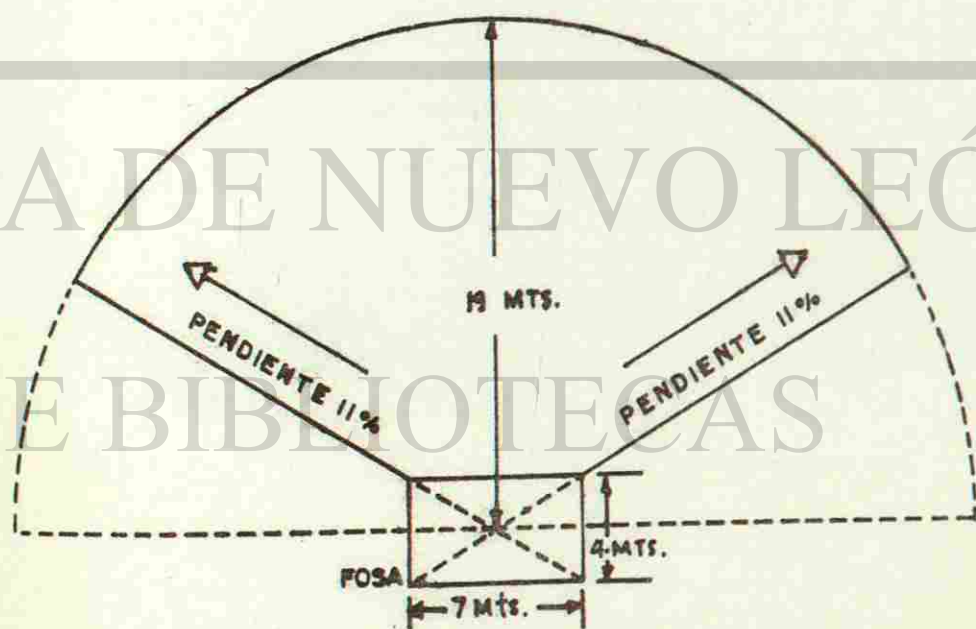 A DE NUEVO LEÓ
19 MTS.
PENDIENTE 11%
PENDIENTE 11%
E BIBLIOTECAS
4.MTS.
FOSA
7 Mts.